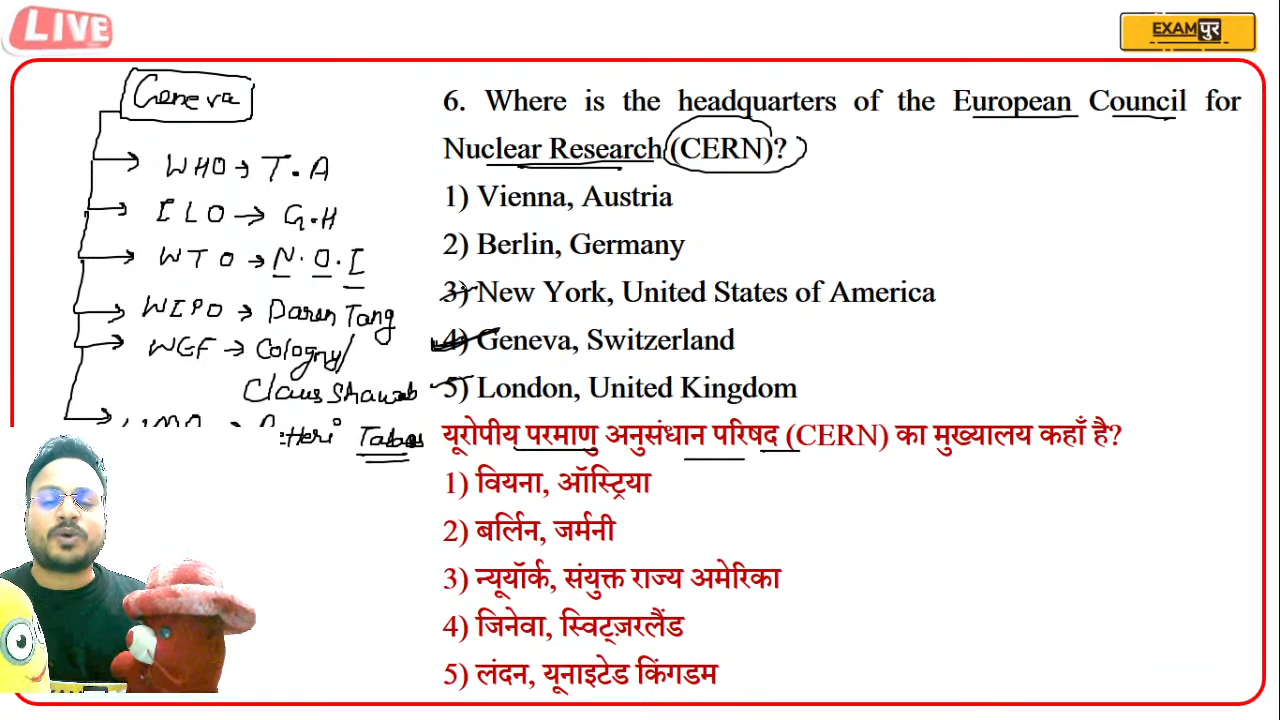 LIVE
EXAMपुर
Geneva
WHO → T.A
ILO → G.H
WTO → N.O.I
WIPO → Daren Tang
WEF → Cologny/
Claus Shawab
Tabas
6. Where is the headquarters of the European Council for
Nuclear Research (CERN)?
1) Vienna, Austria
2) Berlin, Germany
3) New York, United States of America
4) Geneva, Switzerland
5) London, United Kingdom
यूरोपीय परमाणु अनुसंधान परिषद (CERN) का मुख्यालय कहाँ है?
1) वियना, ऑस्ट्रिया
2) बर्लिन, जर्मनी
3) न्यूयॉर्क, संयुक्त राज्य अमेरिका
4) जिनेवा, स्विट्ज़रलैंड
5) लंदन, यूनाइटेड किंगडम